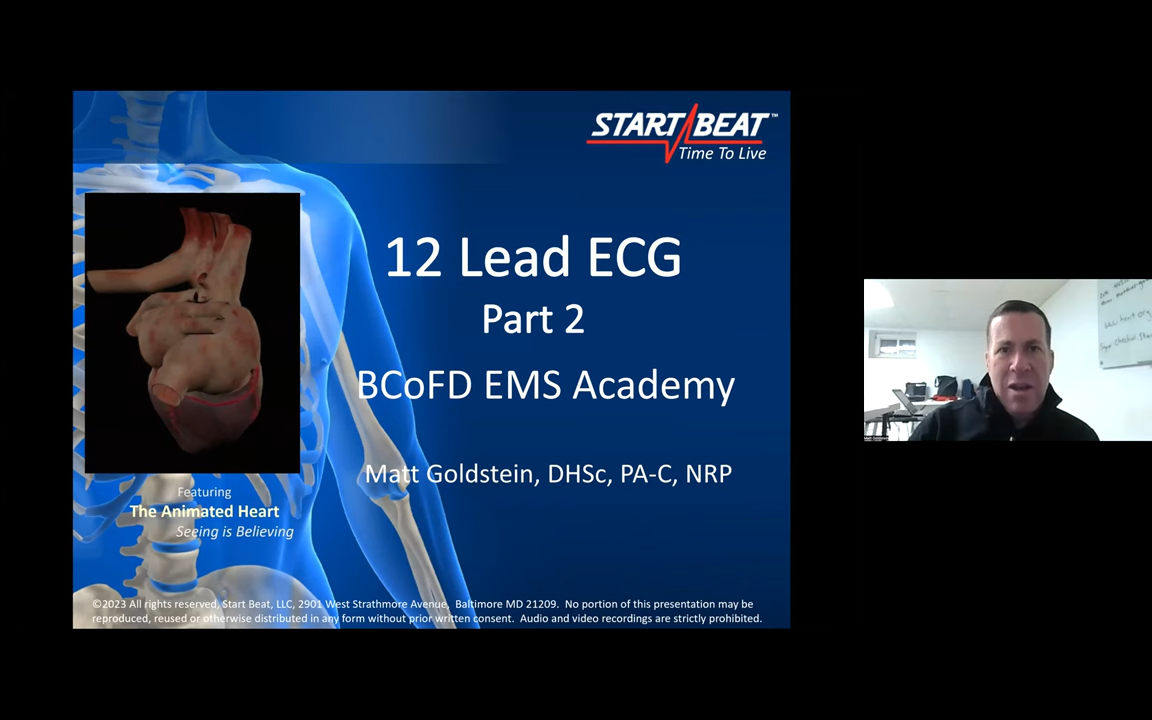 START BEAT™
Time To Live
12 Lead ECG
Part 2
BCoFD EMS Academy
Matt Goldstein, DHSc, PA-C, NRP
Featuring
The Animated Heart
Seeing is Believing
©2023 All rights reserved, Start Beat, LLC, 2901 West Strathmore Avenue, Baltimore MD 21209. No portion of this presentation may be
reproduced, reused or otherwise distributed in any form without prior written consent. Audio and video recordings are strictly prohibited.
Matt Goldstein